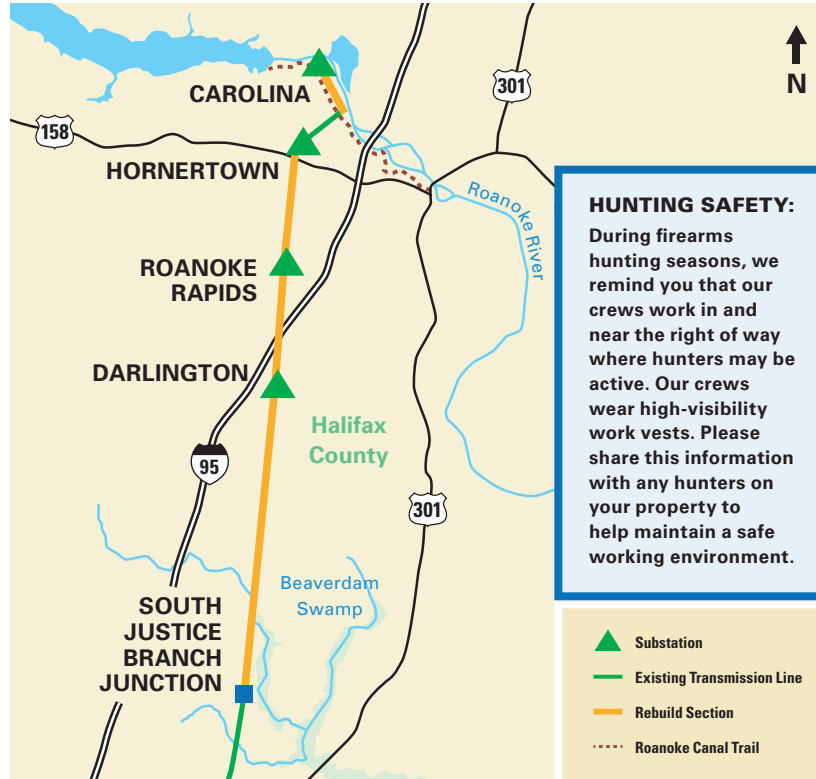 CAROLINA
301
N
158
HORNERTOWN
Roanoke
River
ROANOKE
RAPIDS
DARLINGTON
Halifax
County
95
301
Beaverdam
Swamp
SOUTH
JUSTICE
BRANCH
JUNCTION
HUNTING SAFETY:
During firearms
hunting seasons, we
remind you that our
crews work in and
near the right of way
where hunters may be
active. Our crews
wear high-visibility
work vests. Please
share this information
with any hunters on
your property to
help maintain a safe
working environment.
Substation
Existing Transmission Line
Rebuild Section
Roanoke Canal Trail